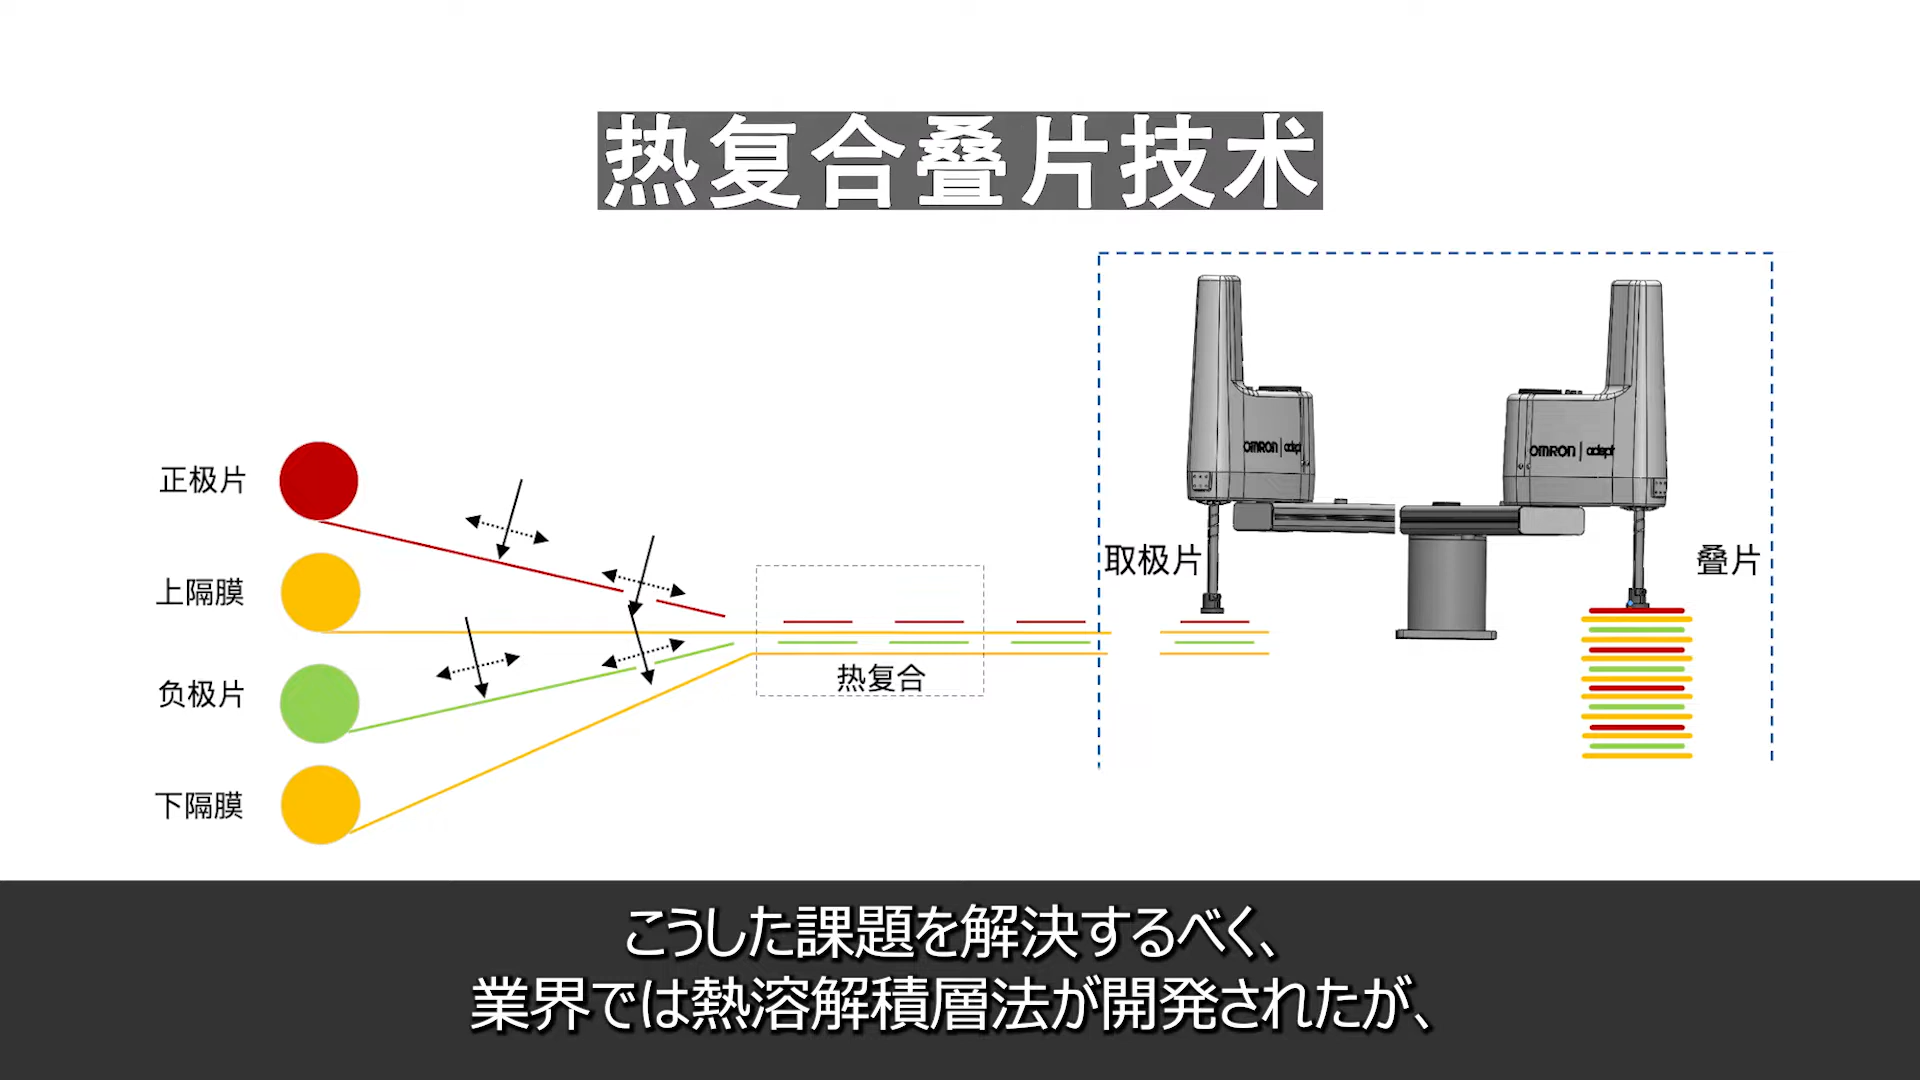 热复合叠片技术
OMRON | adept
OMRON | adept
正极片
取极片
叠片
上隔膜
热复合
负极片
下隔膜
こうした課題を解決するべく、
業界では熱溶解積層法が開発されたが、